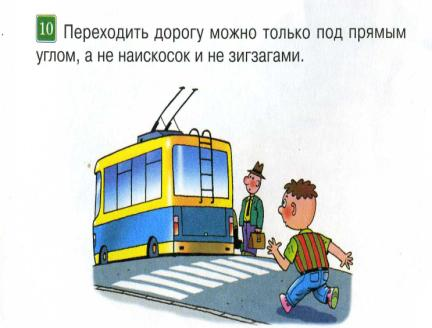 10 Переходить дорогу можно только под прямым
углом, а не наискосок и не зигзагами.